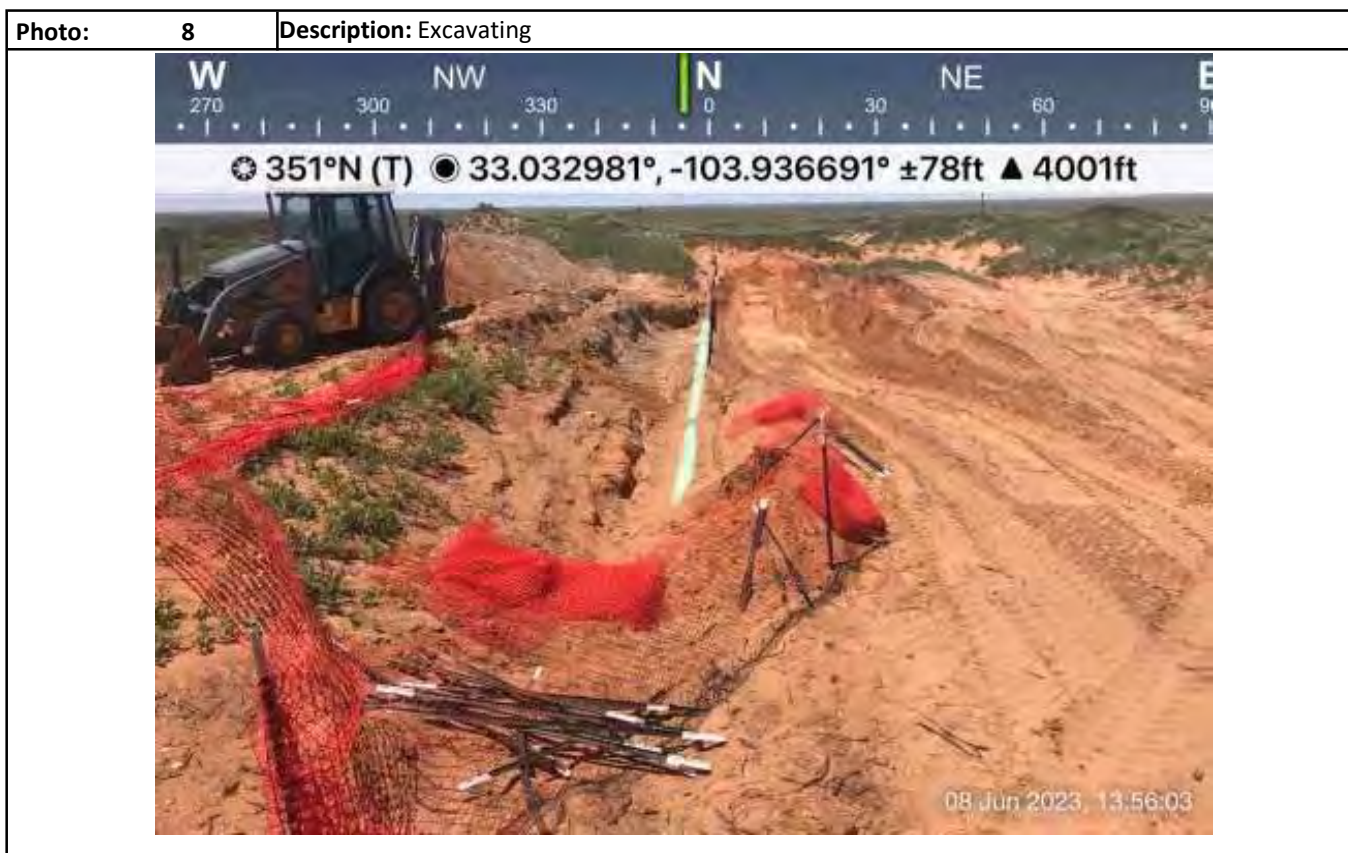 Photo: 8 Description: Excavating
W NW N NE E
270 300 330 0 30 60 90
351°N (T) 33.032981°, -103.936691° ±78ft ▲ 4001ft
08 Jun 2023, 13:56:03